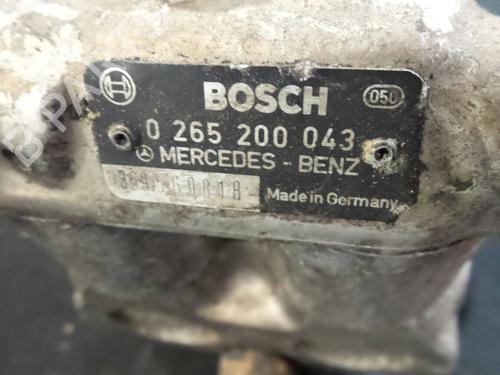 BOSCH
050
0 265 200 043
MERCEDES-BENZ
Made in Germany